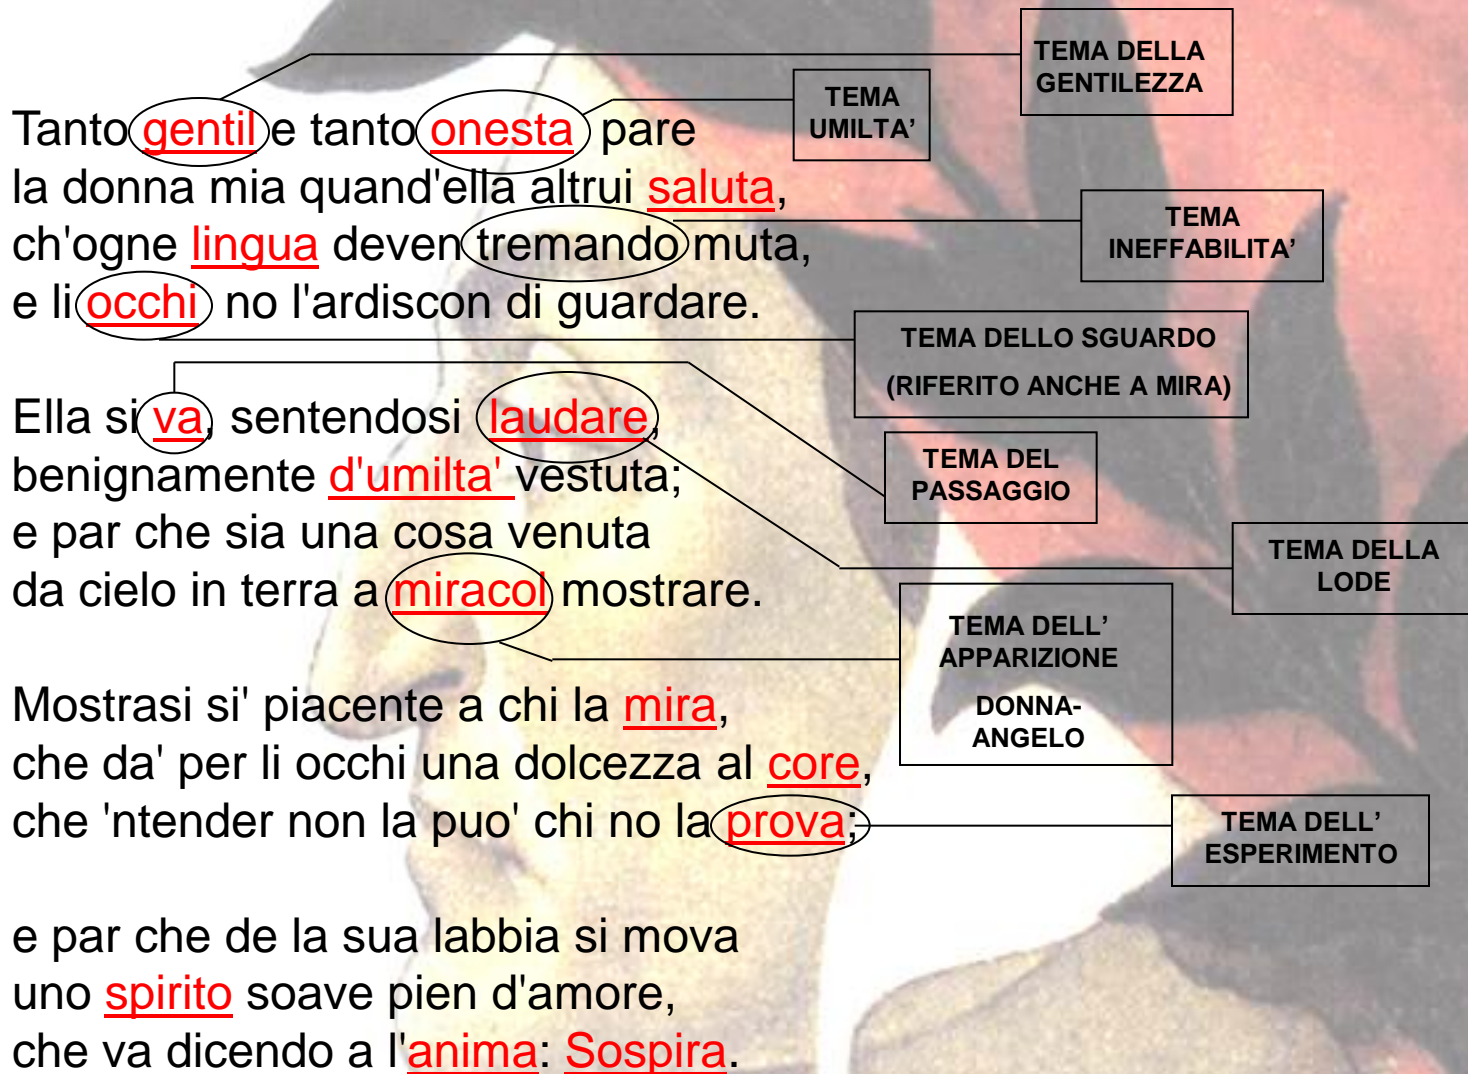 TEMA DELLA
GENTILEZZA
TEMA
UMILTA’
Tanto gentil e tanto onesta pare
la donna mia quand'ella altrui saluta,
ch'ogne lingua deven tremando muta,
e li occhi no l'ardiscon di guardare.
TEMA
INEFFABILITA’
TEMA DELLO SGUARDO
(RIFERITO ANCHE A MIRA)
Ella si va, sentendosi laudare,
benignamente d'umilta' vestuta;
e par che sia una cosa venuta
da cielo in terra a miracol mostrare.
TEMA DEL
PASSAGGIO
TEMA DELLA
LODE
TEMA DELL’
APPARIZIONE
DONNA-
ANGELO
Mostrasi si' piacente a chi la mira,
che da' per li occhi una dolcezza al core,
che 'ntender non la puo' chi no la prova;
TEMA DELL’
ESPERIMENTO
e par che de la sua labbia si mova
uno spirito soave pien d'amore,
che va dicendo a l'anima: Sospira.